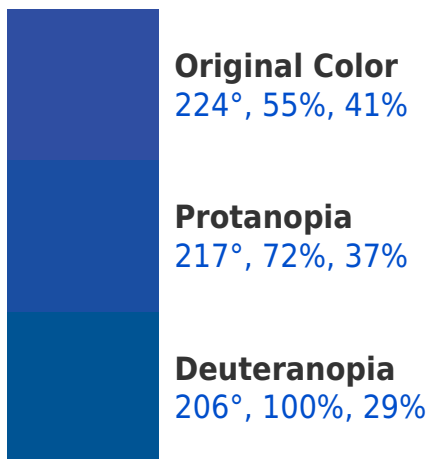 Original Color
224°, 55%, 41%
Protanopia
217°, 72%, 37%
Deuteranopia
206°, 100%, 29%